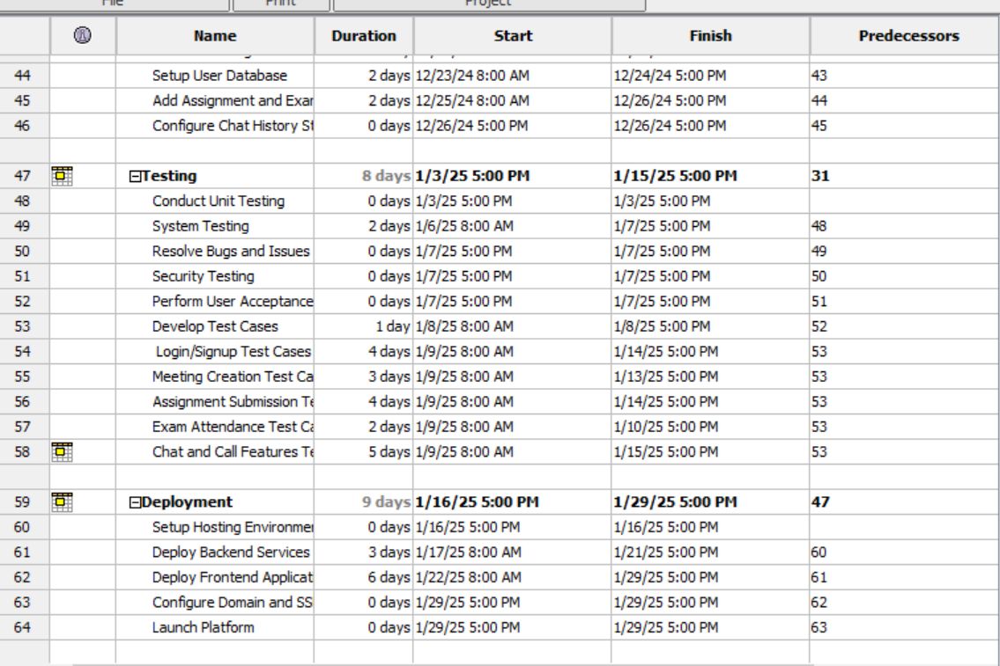 File Print Project
Name Duration Start Finish Predecessors
44 Setup User Database 2 days 12/23/24 8:00 AM 12/24/24 5:00 PM 43
45 Add Assignment and Exar 2 days 12/25/24 8:00 AM 12/26/24 5:00 PM 44
46 Configure Chat History St 0 days 12/26/24 5:00 PM 12/26/24 5:00 PM 45
47 Testing 8 days 1/3/25 5:00 PM 1/15/25 5:00 PM 31
48 Conduct Unit Testing 0 days 1/3/25 5:00 PM 1/3/25 5:00 PM
49 System Testing 2 days 1/6/25 8:00 AM 1/7/25 5:00 PM 48
50 Resolve Bugs and Issues 0 days 1/7/25 5:00 PM 1/7/25 5:00 PM 49
51 Security Testing 0 days 1/7/25 5:00 PM 1/7/25 5:00 PM 50
52 Perform User Acceptance 0 days 1/7/25 5:00 PM 1/7/25 5:00 PM 51
53 Develop Test Cases 1 day 1/8/25 8:00 AM 1/8/25 5:00 PM 52
54 Login/Signup Test Cases 4 days 1/9/25 8:00 AM 1/14/25 5:00 PM 53
55 Meeting Creation Test Ca 3 days 1/9/25 8:00 AM 1/13/25 5:00 PM 53
56 Assignment Submission Te 4 days 1/9/25 8:00 AM 1/14/25 5:00 PM 53
57 Exam Attendance Test Ca 2 days 1/9/25 8:00 AM 1/10/25 5:00 PM 53
58 Chat and Call Features Te 5 days 1/9/25 8:00 AM 1/15/25 5:00 PM 53
59 Deployment 9 days 1/16/25 5:00 PM 1/29/25 5:00 PM 47
60 Setup Hosting Environmer 0 days 1/16/25 5:00 PM 1/16/25 5:00 PM
61 Deploy Backend Services 3 days 1/17/25 8:00 AM 1/21/25 5:00 PM 60
62 Deploy Frontend Applicat 6 days 1/22/25 8:00 AM 1/29/25 5:00 PM 61
63 Configure Domain and SS 0 days 1/29/25 5:00 PM 1/29/25 5:00 PM 62
64 Launch Platform 0 days 1/29/25 5:00 PM 1/29/25 5:00 PM 63